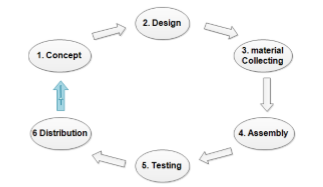 1. Concept
2. Design
3. material
Collecting
4. Assembly
5. Testing
6 Distribution